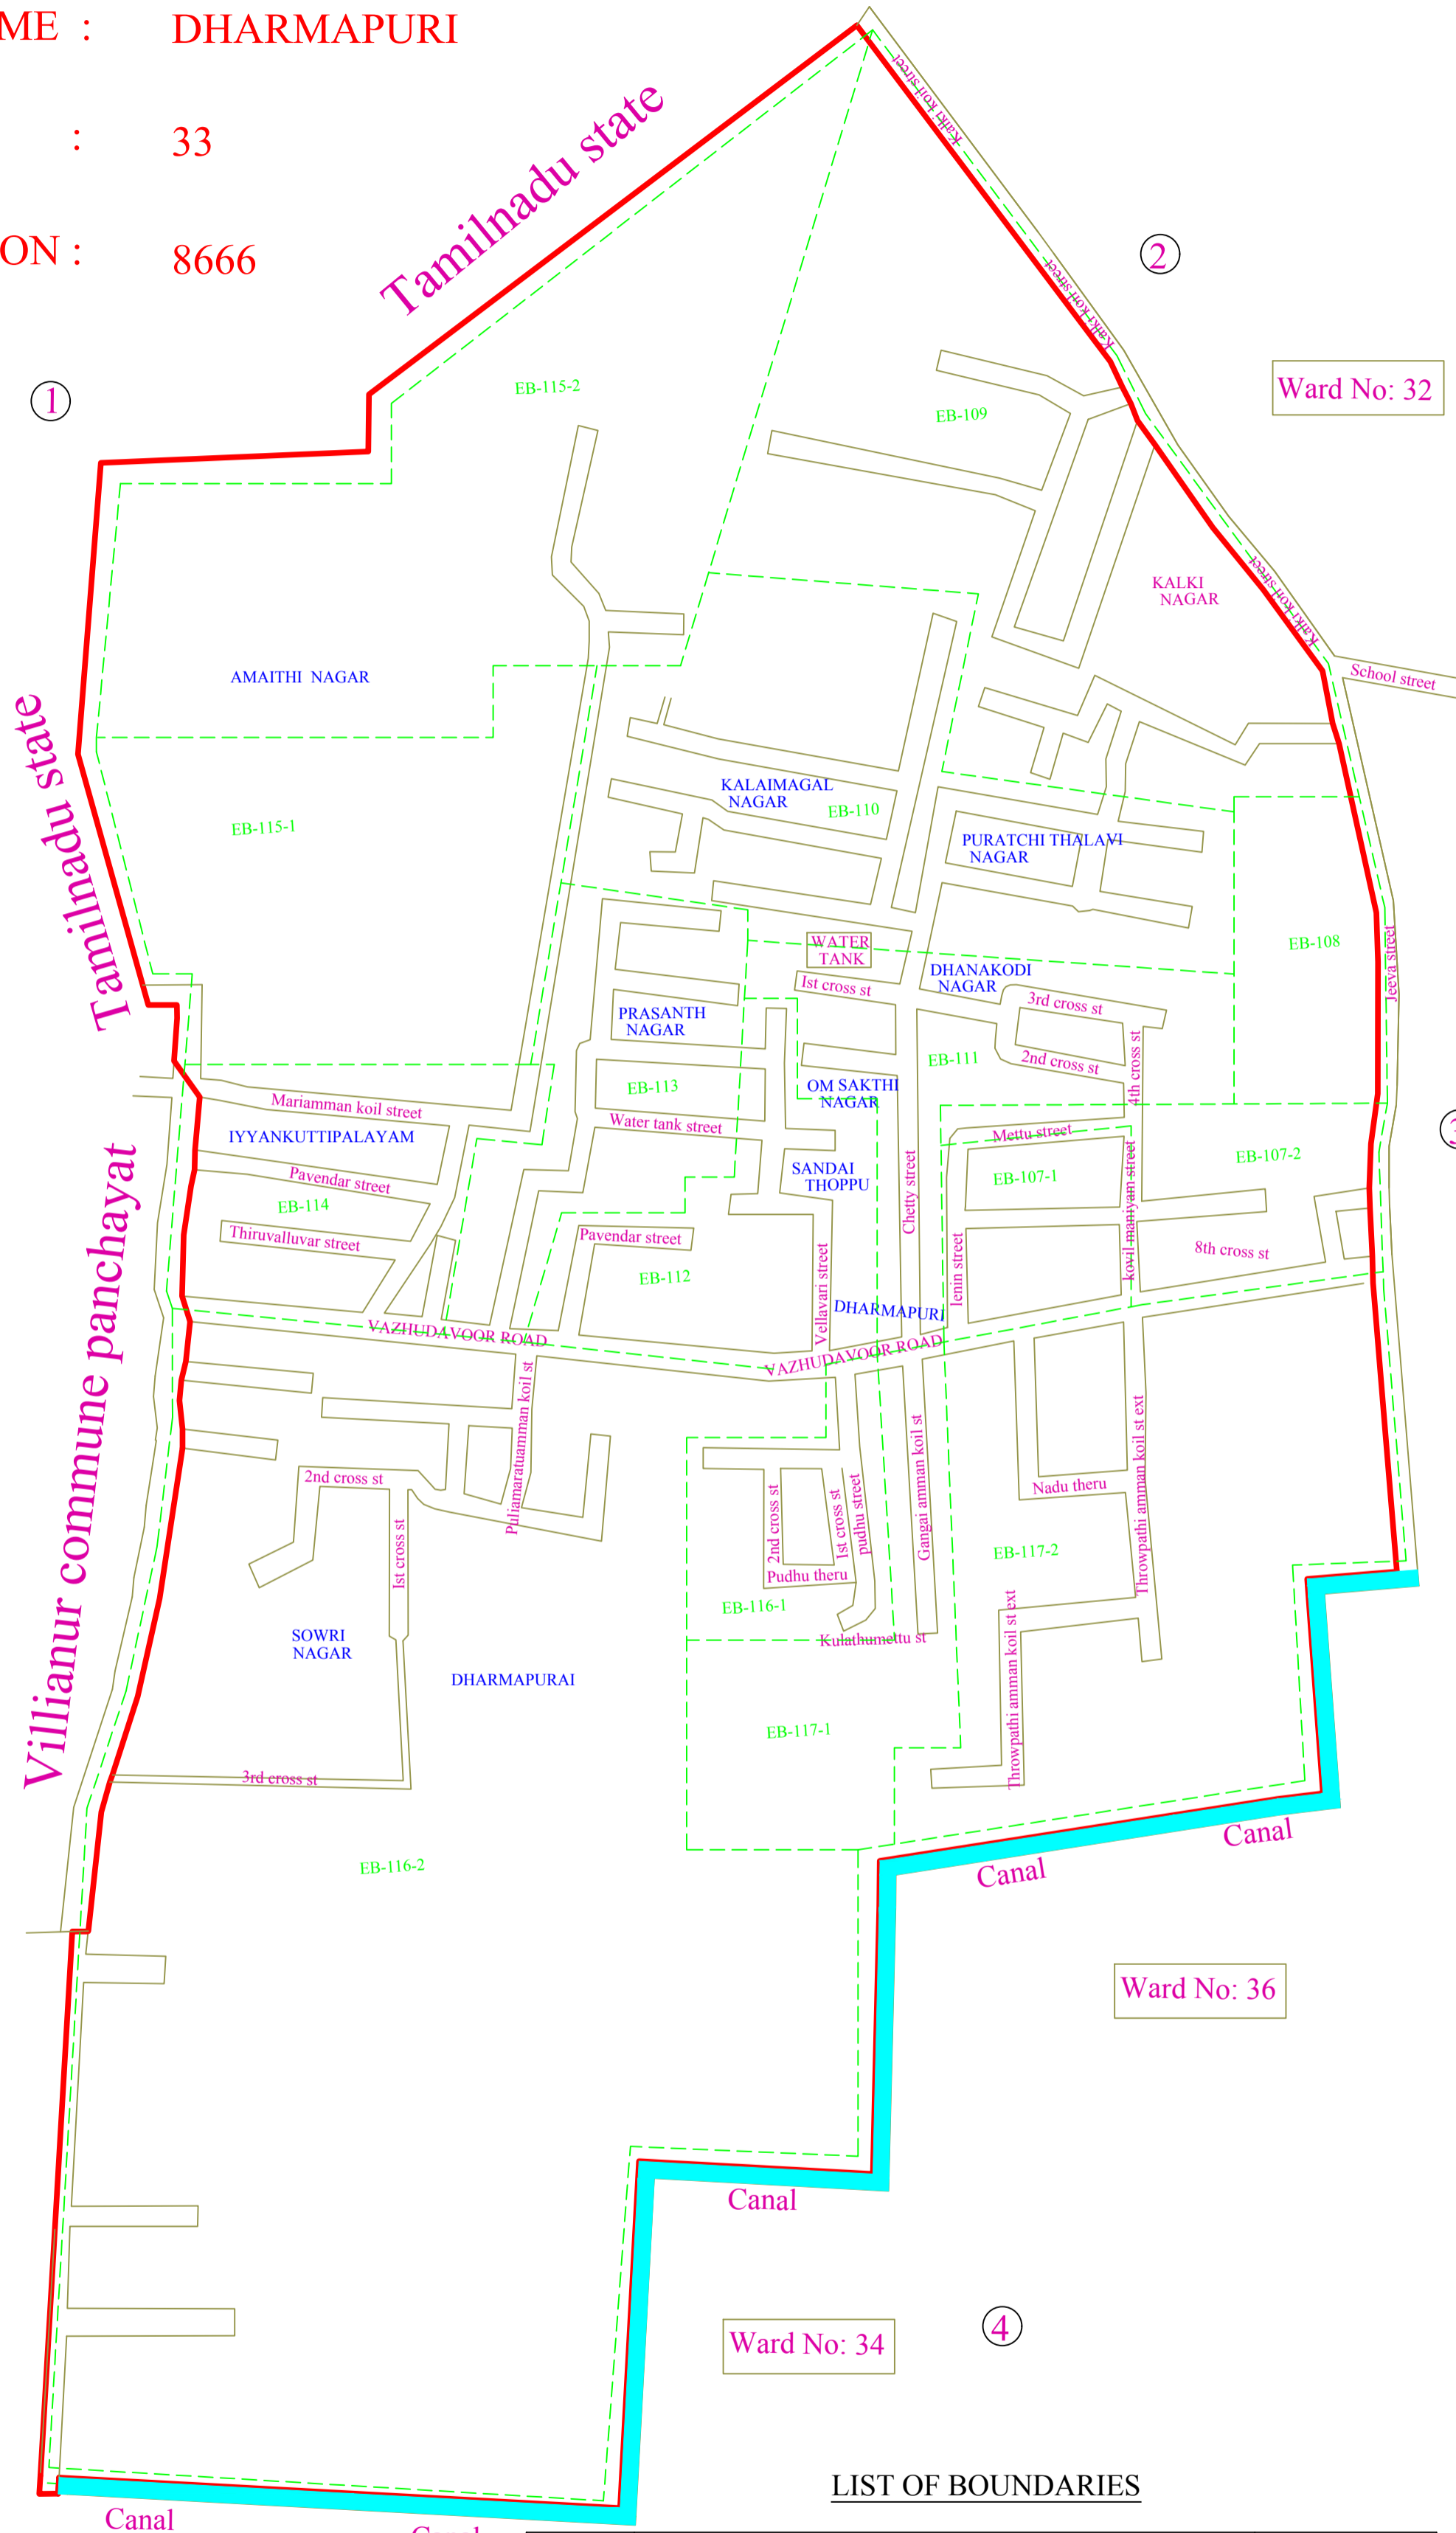 ME : DHARMAPURI
: 33
ON : 8666
Tamilnadu state
Kalki koil street
2
Kalki koil street
1
EB-115-2
Ward No: 32
EB-109
KALKI
NAGAR
Kalki koil street
School street
AMAITHI NAGAR
Tamilnadu state
KALAIMAGAL
NAGAR
EB-110
EB-115-1
PURATCHI THALAVI
NAGAR
WATER
TANK
EB-108
Jeeva street
DHANAKODI
NAGAR
Ist cross st
3rd cross st
PRASANTH
NAGAR
EB-111
2nd cross st
4th cross st
EB-113
OM SAKTHI
NAGAR
Mariamman koil street
Water tank street
IYYANKUTTIPALAYAM
Mettu street
3
EB-107-2
Pavendar street
SANDAI
THOPPU
EB-107-1
EB-114
Chetty street
kovil maniyam street
Thiruvalluvar street
Pavendar street
8th cross st
EB-112
lenin street
Vellavari street
DHARMAPURI
VAZHUDAVOOR ROAD
VAZHUDAVOOR ROAD
Villianur commune panchayat
Puliamaratuamman koil st
2nd cross st
Ist cross st
2nd cross st
1st cross st
pudhu street
Gangai amman koil st
Nadu theru
Throwpathi amman koil st ext
EB-117-2
Pudhu theru
EB-116-1
SOWRI
NAGAR
Kulathumettu st
DHARMAPURAI
Throwpathi amman koil st ext
EB-117-1
3rd cross st
EB-116-2
Canal
Canal
Ward No: 36
Canal
Ward No: 34
4
LIST OF BOUNDARIES
Canal
Canal